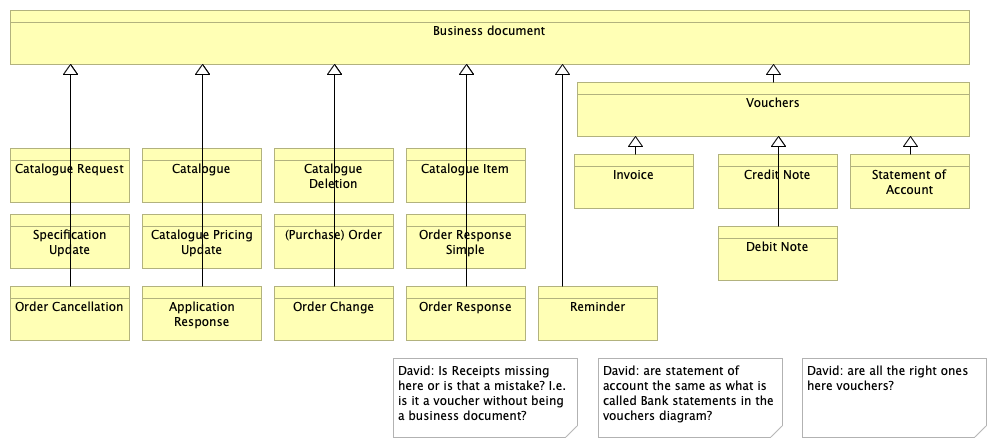 Business document
Vouchers
Catalogue Request
Catalogue
Catalogue
Deletion
Catalogue Item
Invoice
Credit Note
Statement of
Account
Specification
Update
Catalogue Pricing
Update
(Purchase) Order
Order Response
Simple
Debit Note
Order Cancellation
Application
Response
Order Change
Order Response
Reminder
David: Is Receipts missing
here or is that a mistake? I.e.
is it a voucher without being
a business document?
David: are statement of
account the same as what is
called Bank statements in the
vouchers diagram?
David: are all the right ones
here vouchers?